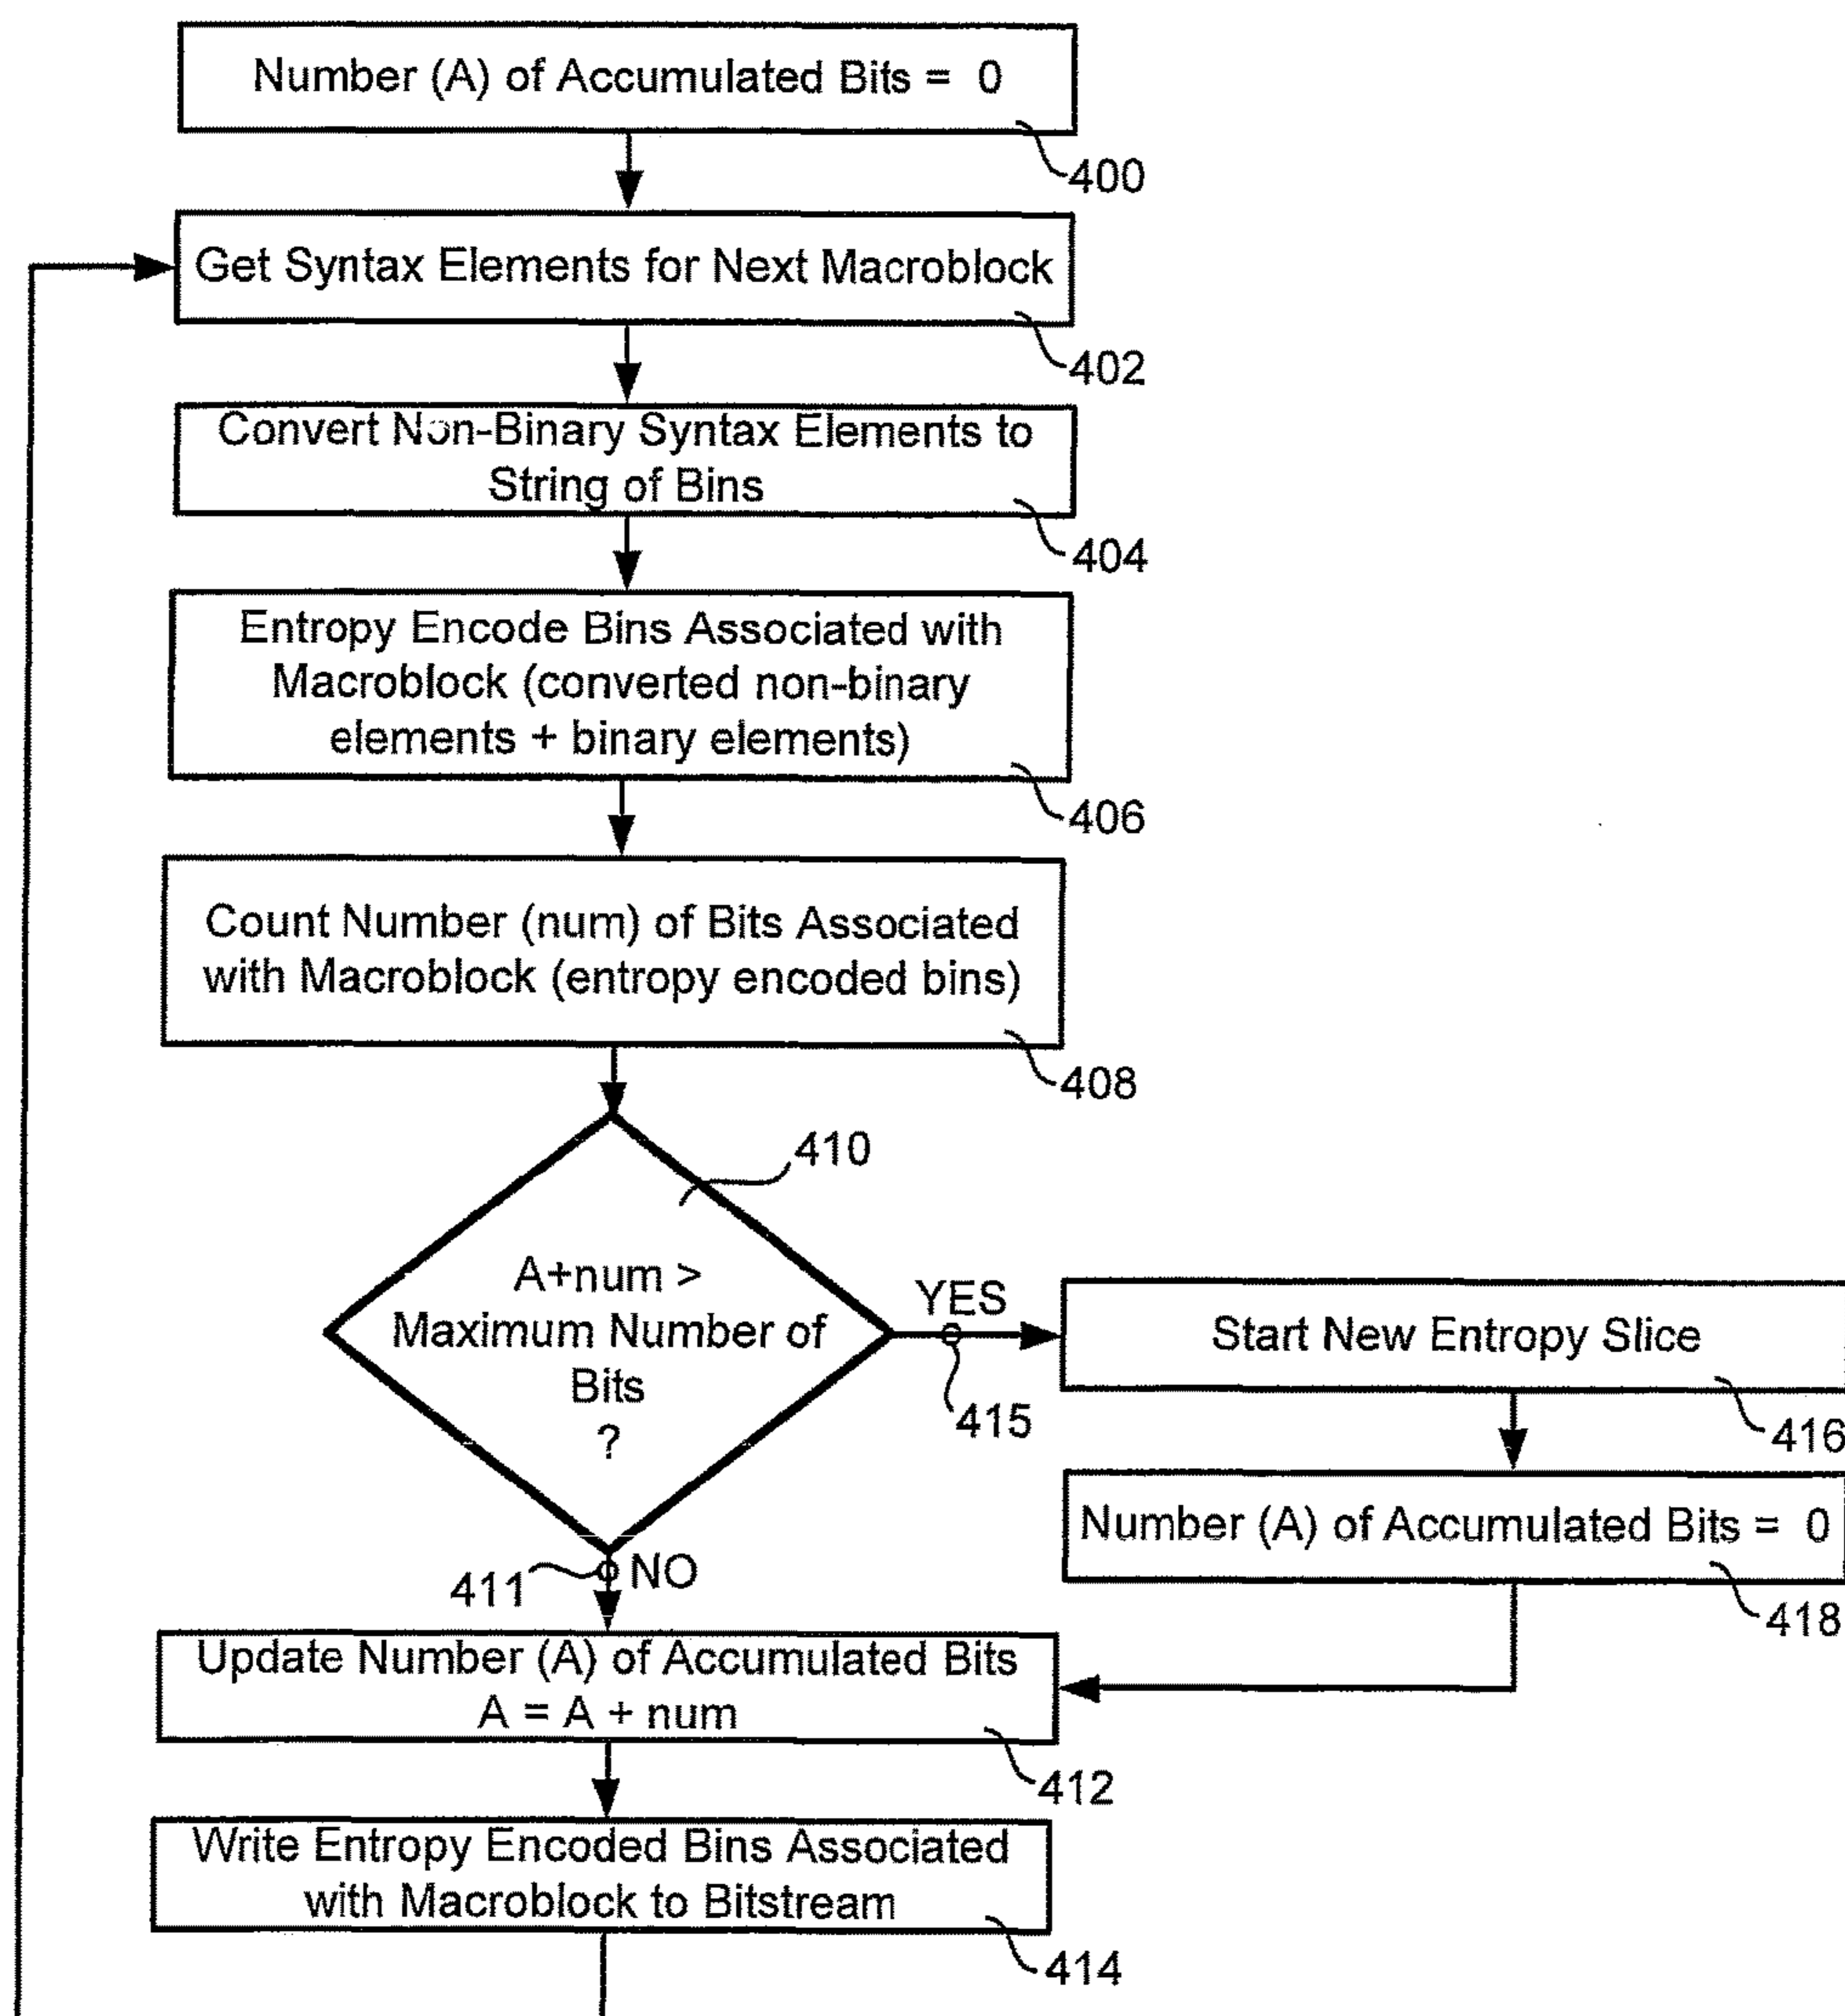 Number (A) of Accumulated Bits = 0
400
Get Syntax Elements for Next Macroblock
402
Convert Non-Binary Syntax Elements to
String of Bins
404
Entropy Encode Bins Associated with
Macroblock (converted non-binary
elements + binary elements)
406
Count Number (num) of Bits Associated
with Macroblock (entropy encoded bins)
408
410
A+num >
Maximum Number of
Bits
?
YES
415
Start New Entropy Slice
416
Number (A) of Accumulated Bits = 0
418
411
NO
Update Number (A) of Accumulated Bits
A = A + num
412
Write Entropy Encoded Bins Associated
with Macroblock to Bitstream
414